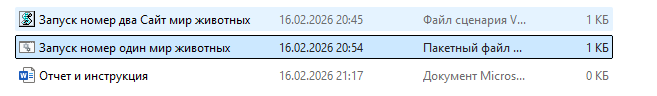 Запуск номер два Сайт мир животных 16.02.2026 20:45 Файл сценария V... 1 КБ
Запуск номер один мир животных 16.02.2026 20:54 Пакетный файл ... 1 КБ
Отчет и инструкция 16.02.2026 21:17 Документ Micros... 0 КБ